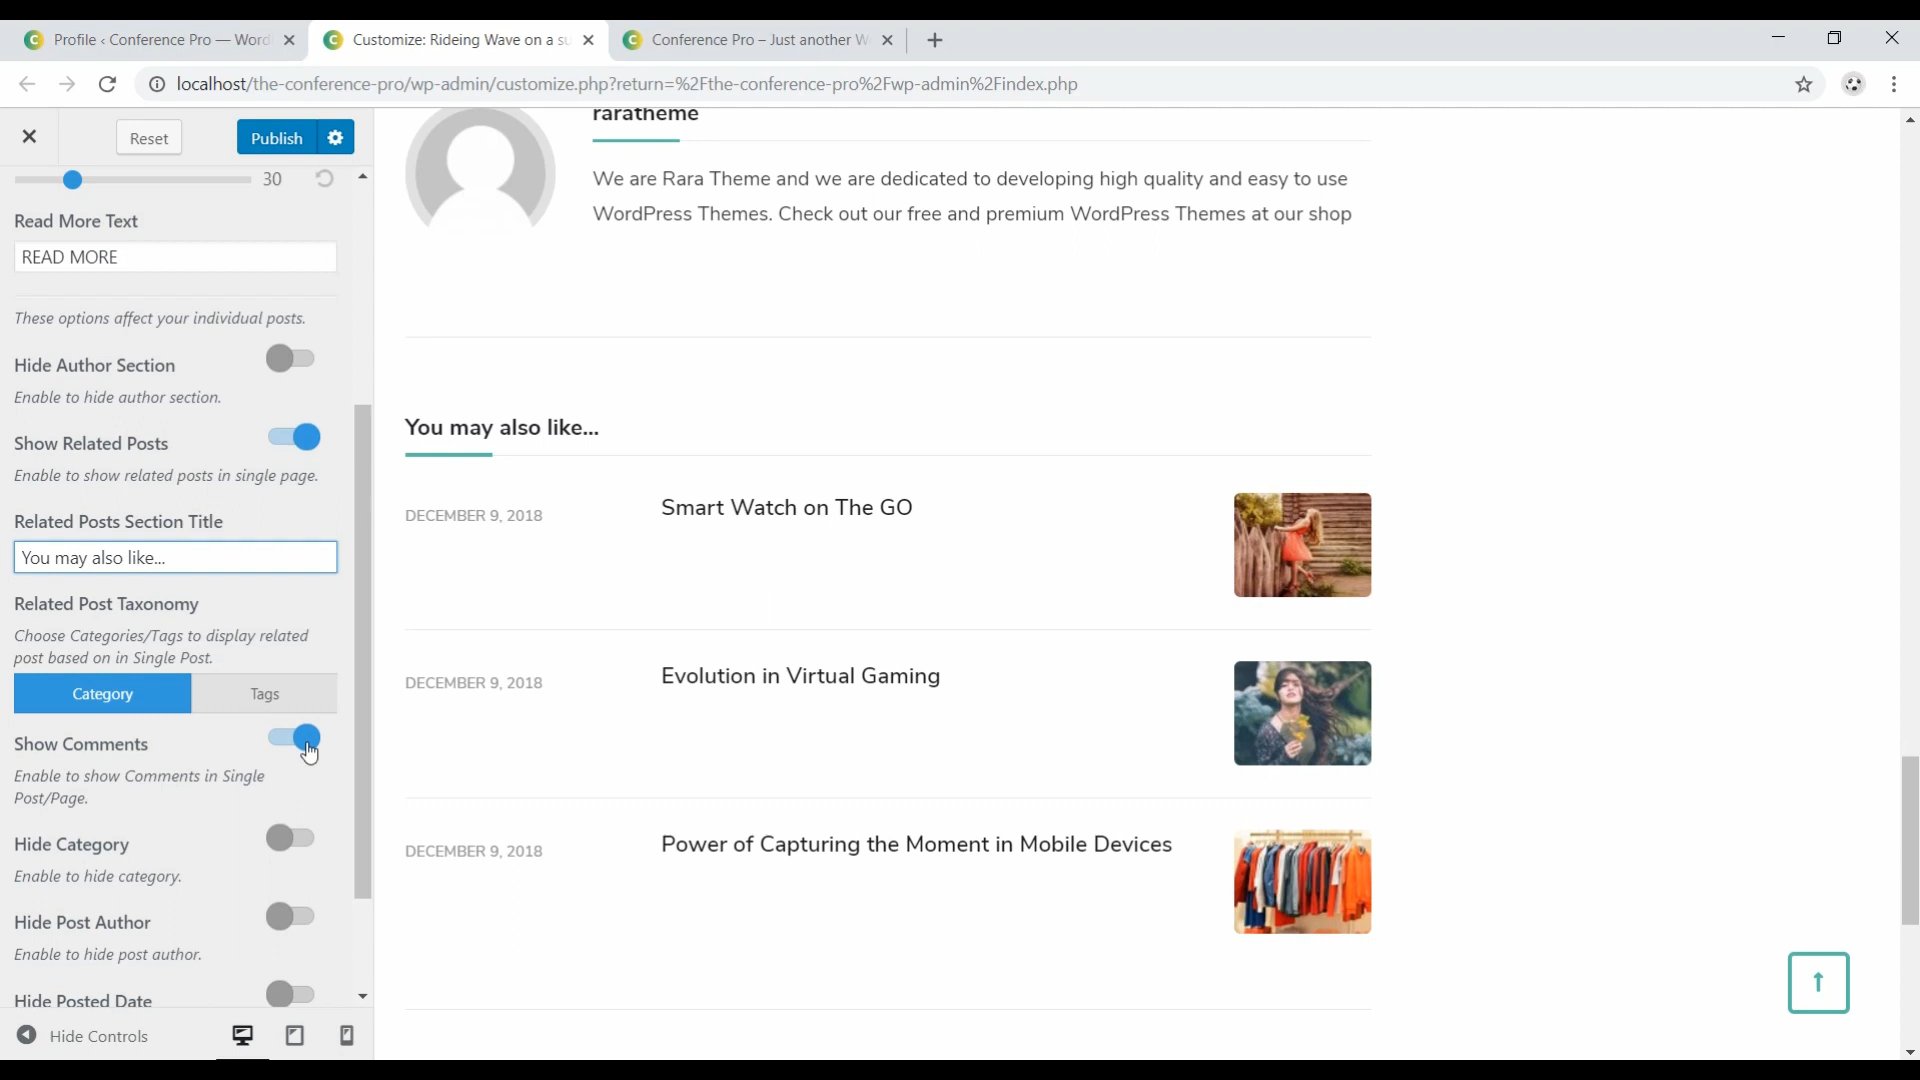 Profile ‹ Conference Pro — Word
Customize: Rideing Wave on a su
Conference Pro – Just another W
localhost/the-conference-pro/wp-admin/customize.php?return=%2Fthe-conference-pro%2Fwp-admin%2Findex.php
Reset
Publish
30
Read More Text
READ MORE
These options affect your individual posts.
Hide Author Section
Enable to hide author section.
Show Related Posts
Enable to show related posts in single page.
Related Posts Section Title
You may also like...
Related Post Taxonomy
Choose Categories/Tags to display related
post based on in Single Post.
Category
Tags
Show Comments
Enable to show Comments in Single
Post/Page.
Hide Category
Enable to hide category.
Hide Post Author
Enable to hide post author.
Hide Posted Date
Hide Controls
raratheme
We are Rara Theme and we are dedicated to developing high quality and easy to use
WordPress Themes. Check out our free and premium WordPress Themes at our shop
You may also like...
DECEMBER 9, 2018
Smart Watch on The GO
DECEMBER 9, 2018
Evolution in Virtual Gaming
DECEMBER 9, 2018
Power of Capturing the Moment in Mobile Devices